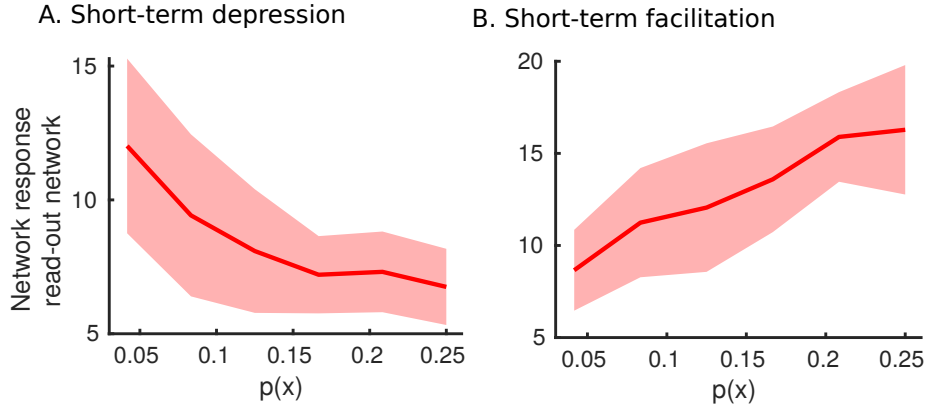 A. Short-term depression
Network response
read-out network
15
10
5
0.05 0.1 0.15 0.2 0.25
p(x)
B. Short-term facilitation
20
15
10
5
0.05 0.1 0.15 0.2 0.25
p(x)